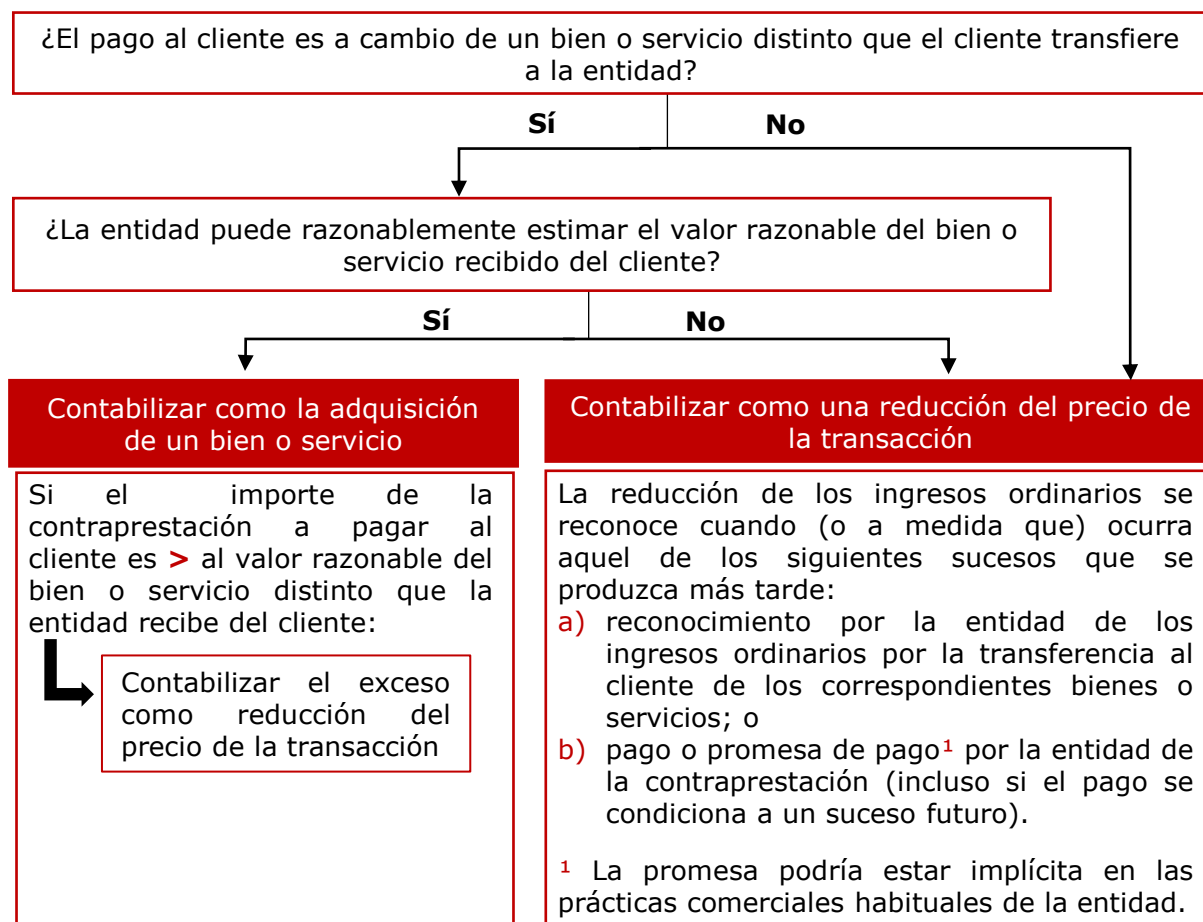 ¿El pago al cliente es a cambio de un bien o servicio distinto que el cliente transfiere
a la entidad?
Sí
No
¿La entidad puede razonablemente estimar el valor razonable del bien o
servicio recibido del cliente?
Sí
No
Contabilizar como la adquisición
de un bien o servicio
Si el importe de la
contraprestación a pagar al
cliente es > al valor razonable del
bien o servicio distinto que la
entidad recibe del cliente:
Contabilizar el exceso
como reducción del
precio de la transacción
Contabilizar como una reducción del precio de
la transacción
La reducción de los ingresos ordinarios se
reconoce cuando (o a medida que) ocurra
aquel de los siguientes sucesos que se
produzca más tarde:
a) reconocimiento por la entidad de los
ingresos ordinarios por la transferencia al
cliente de los correspondientes bienes o
servicios; o
b) pago o promesa de pago¹ por la entidad de
la contraprestación (incluso si el pago se
condiciona a un suceso futuro).
¹ La promesa podría estar implícita en las
prácticas comerciales habituales de la entidad.